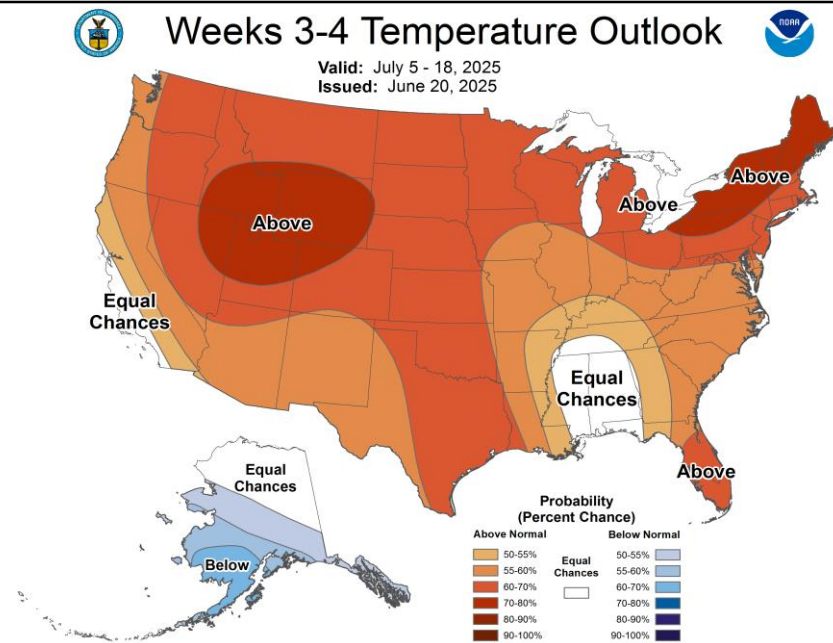 Weeks 3-4 Temperature Outlook
NOAA
Valid: July 5 - 18, 2025
Issued: June 20, 2025
Above
Above
Above
Equal
Chances
Equal
Chances
Above
Equal
Chances
Below
Probability
(Percent Chance)
Above Normal
Below Normal
Equal
Chances
50-55%
55-60%
60-70%
70-80%
80-90%
90-100%
50-55%
55-60%
60-70%
70-80%
80-90%
90-100%